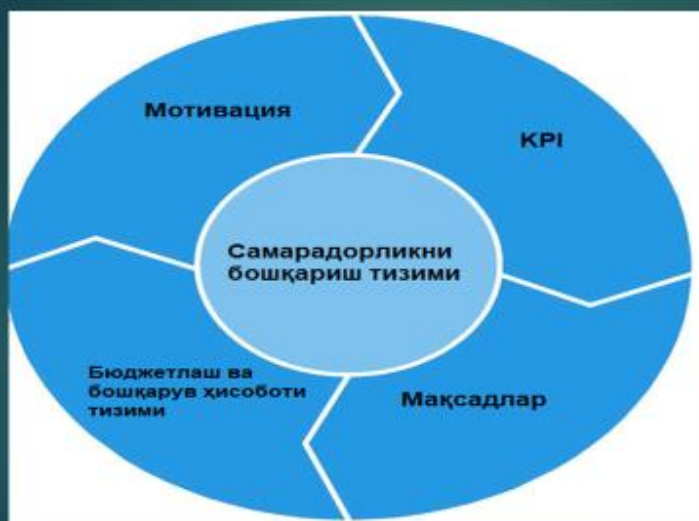 Мотивация
KPI
Самарадорликни
бошқариш тизими
Бюджетлаш ва
бошқарув ҳисоботи
тизими
Мақсадлар